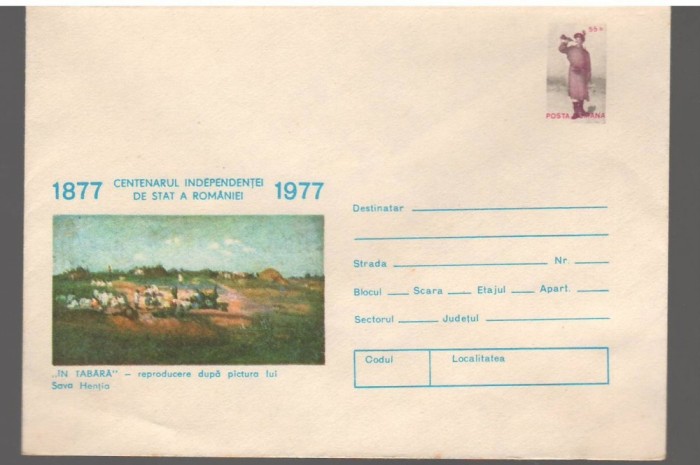 55 B
POSTA ROMANA
1877 CENTENARUL INDEPENDENȚEI DE STAT A ROMÂNIEI 1977
Destinatar
Strada Nr.
Blocul Scara Etajul Apart.
Sectorul Județul
Codul Localitatea
„ÎN TABĂRĂ" – reproducere după pictura lui
Sava Henția